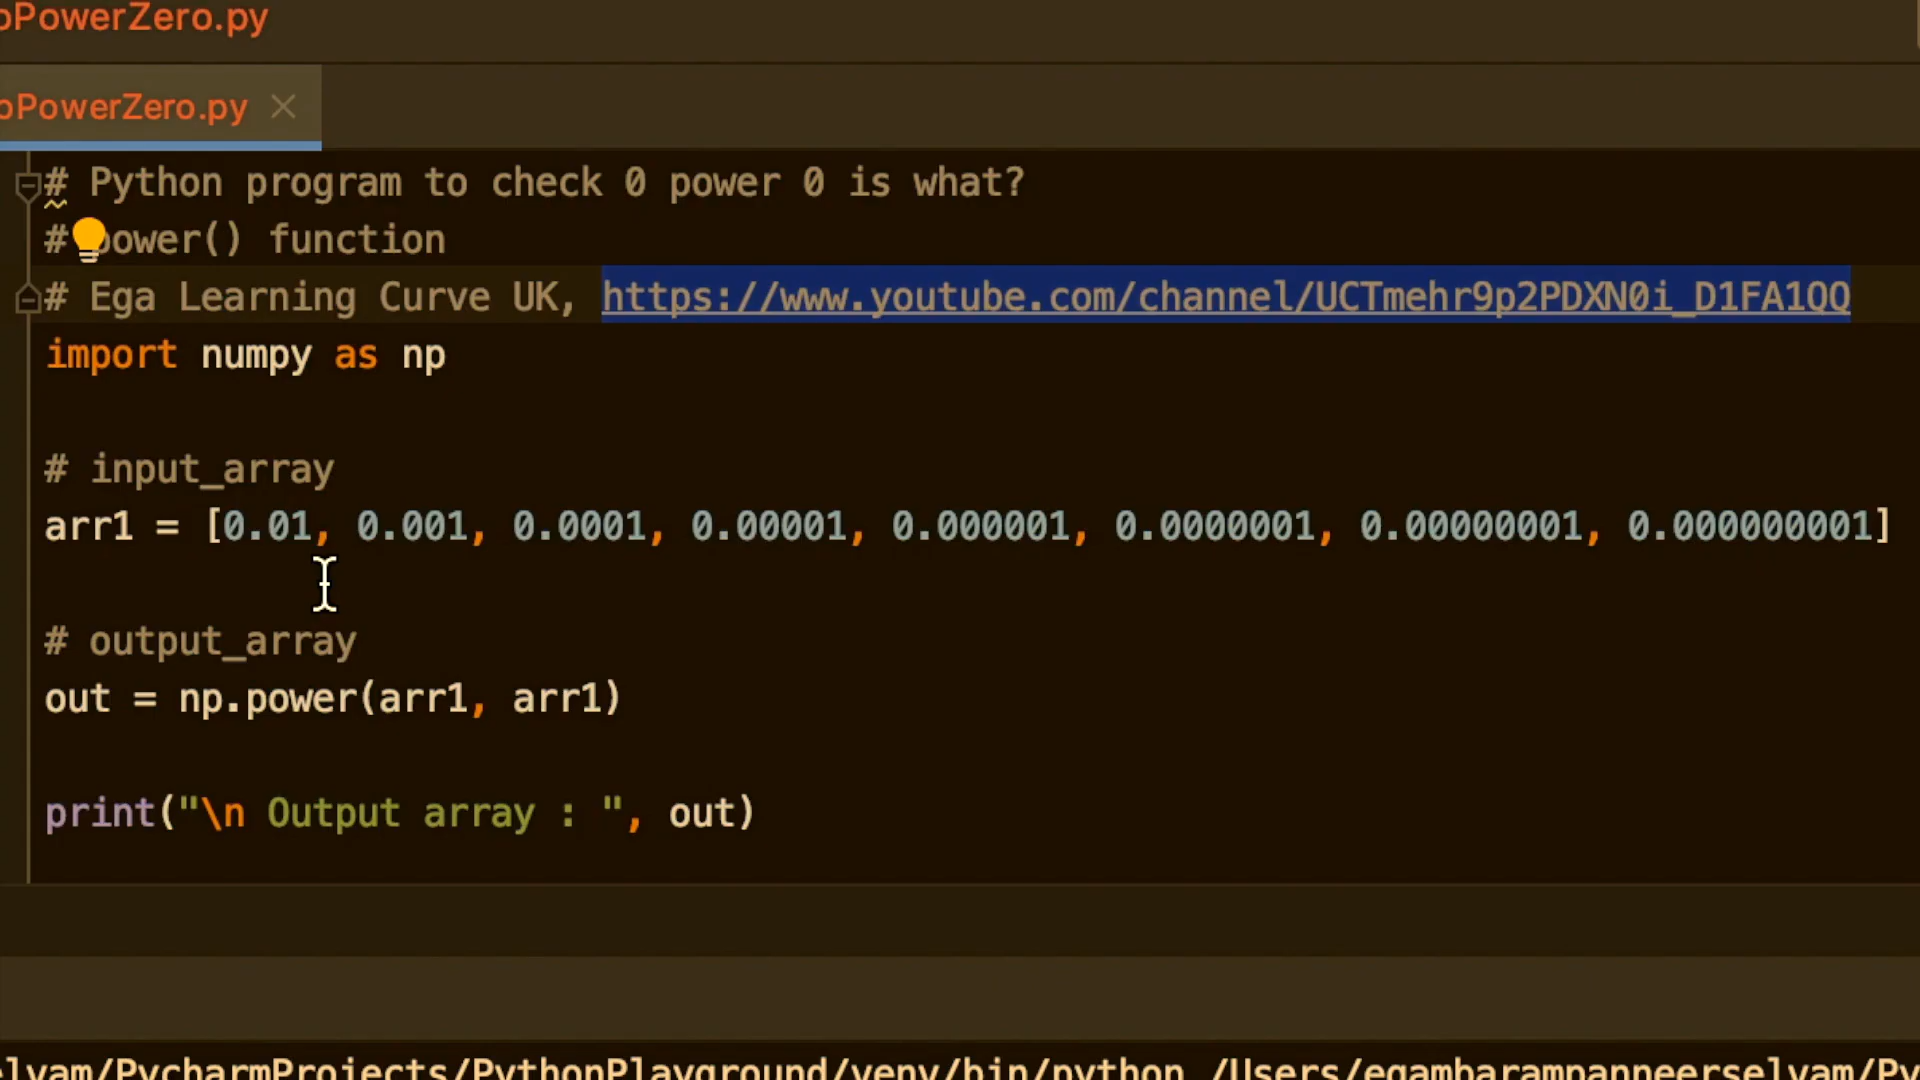 oPowerZero.py
oPowerZero.py
# Python program to check 0 power 0 is what?
# power() function
# Ega Learning Curve UK, https://www.youtube.com/channel/UCTmehr9p2PDXN0i_D1FA1QQ
import numpy as np
# input_array
arr1 = [0.01, 0.001, 0.0001, 0.00001, 0.000001, 0.0000001, 0.00000001, 0.000000001]
# output_array
out = np.power(arr1, arr1)
print("\n Output array : ", out)
elvam/PycharmProjects/PythonPlayground/venv/bin/python /Users/egambarampanneerselvam/Py